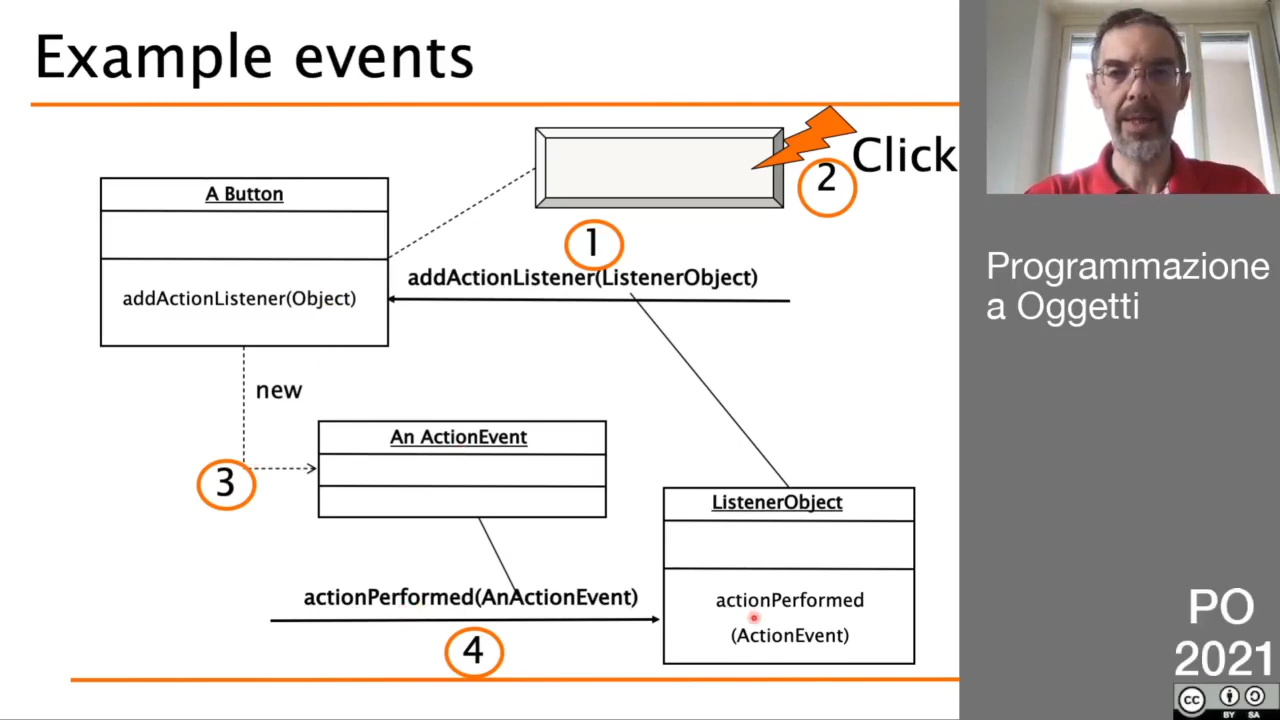 Example events
Click
2
A Button
1
addActionListener(ListenerObject)
addActionListener(Object)
new
An ActionEvent
3
ListenerObject
actionPerformed(AnActionEvent)
actionPerformed
(ActionEvent)
4
Programmazione
a Oggetti
PO
2021
cc
BY SA